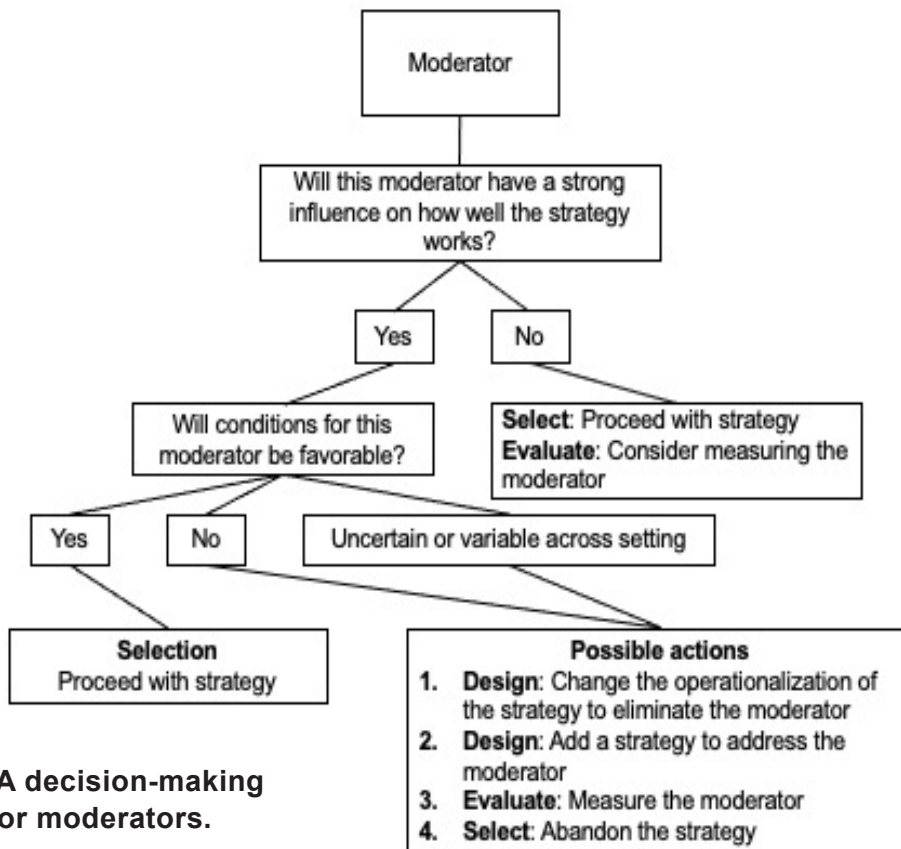 Moderator
Will this moderator have a strong
influence on how well the strategy
works?
Yes
No
Will conditions for this
moderator be favorable?
Select: Proceed with strategy
Evaluate: Consider measuring the
moderator
Yes
No
Uncertain or variable across setting
Selection
Proceed with strategy
Possible actions
1. Design: Change the operationalization of
the strategy to eliminate the moderator
2. Design: Add a strategy to address the
moderator
3. Evaluate: Measure the moderator
4. Select: Abandon the strategy
A decision-making
or moderators.